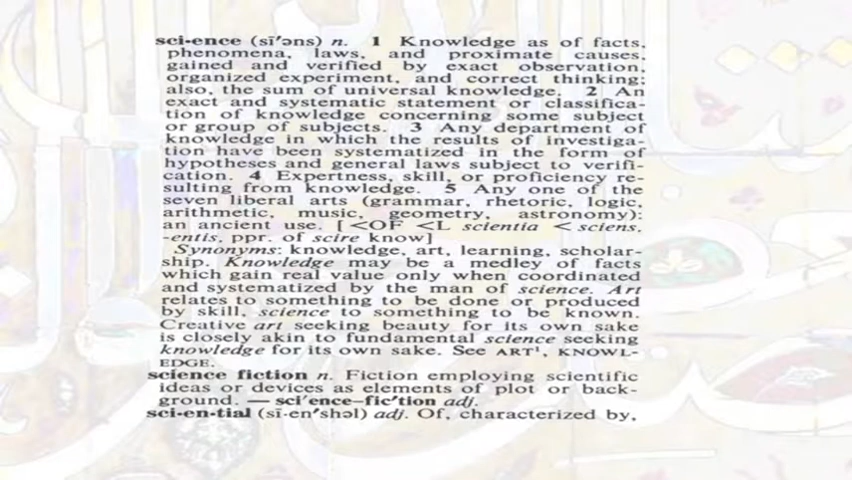 sci·ence (sī′əns) n. 1 Knowledge as of facts,
phenomena, laws, and proximate causes,
gained and verified by exact observation,
organized experiment, and correct thinking;
also, the sum of universal knowledge. 2 An
exact and systematic statement or classifica-
tion of knowledge concerning some subject
or group of subjects. 3 Any department of
knowledge in which the results of investiga-
tion have been systematized in the form of
hypotheses and general laws subject to verifi-
cation. 4 Expertness, skill, or proficiency re-
sulting from knowledge. 5 Any one of the
seven liberal arts (grammar, rhetoric, logic,
arithmetic, music, geometry, astronomy):
an ancient use. [<OF <L scientia < sciens,
-entis, ppr. of scire know]
Synonyms: knowledge, art, learning, scholar-
ship. Knowledge may be a medley of facts
which gain real value only when coordinated
and systematized by the man of science. Art
relates to something to be done or produced
by skill, science to something to be known.
Creative art seeking beauty for its own sake
is closely akin to fundamental science seeking
knowledge for its own sake. See ART¹, KNOWL-
EDGE.
science fiction n. Fiction employing scientific
ideas or devices as elements of plot or back-
ground. — sci′ence–fic′tion adj.
sci·en·tial (sī·en′shəl) adj. Of, characterized by,